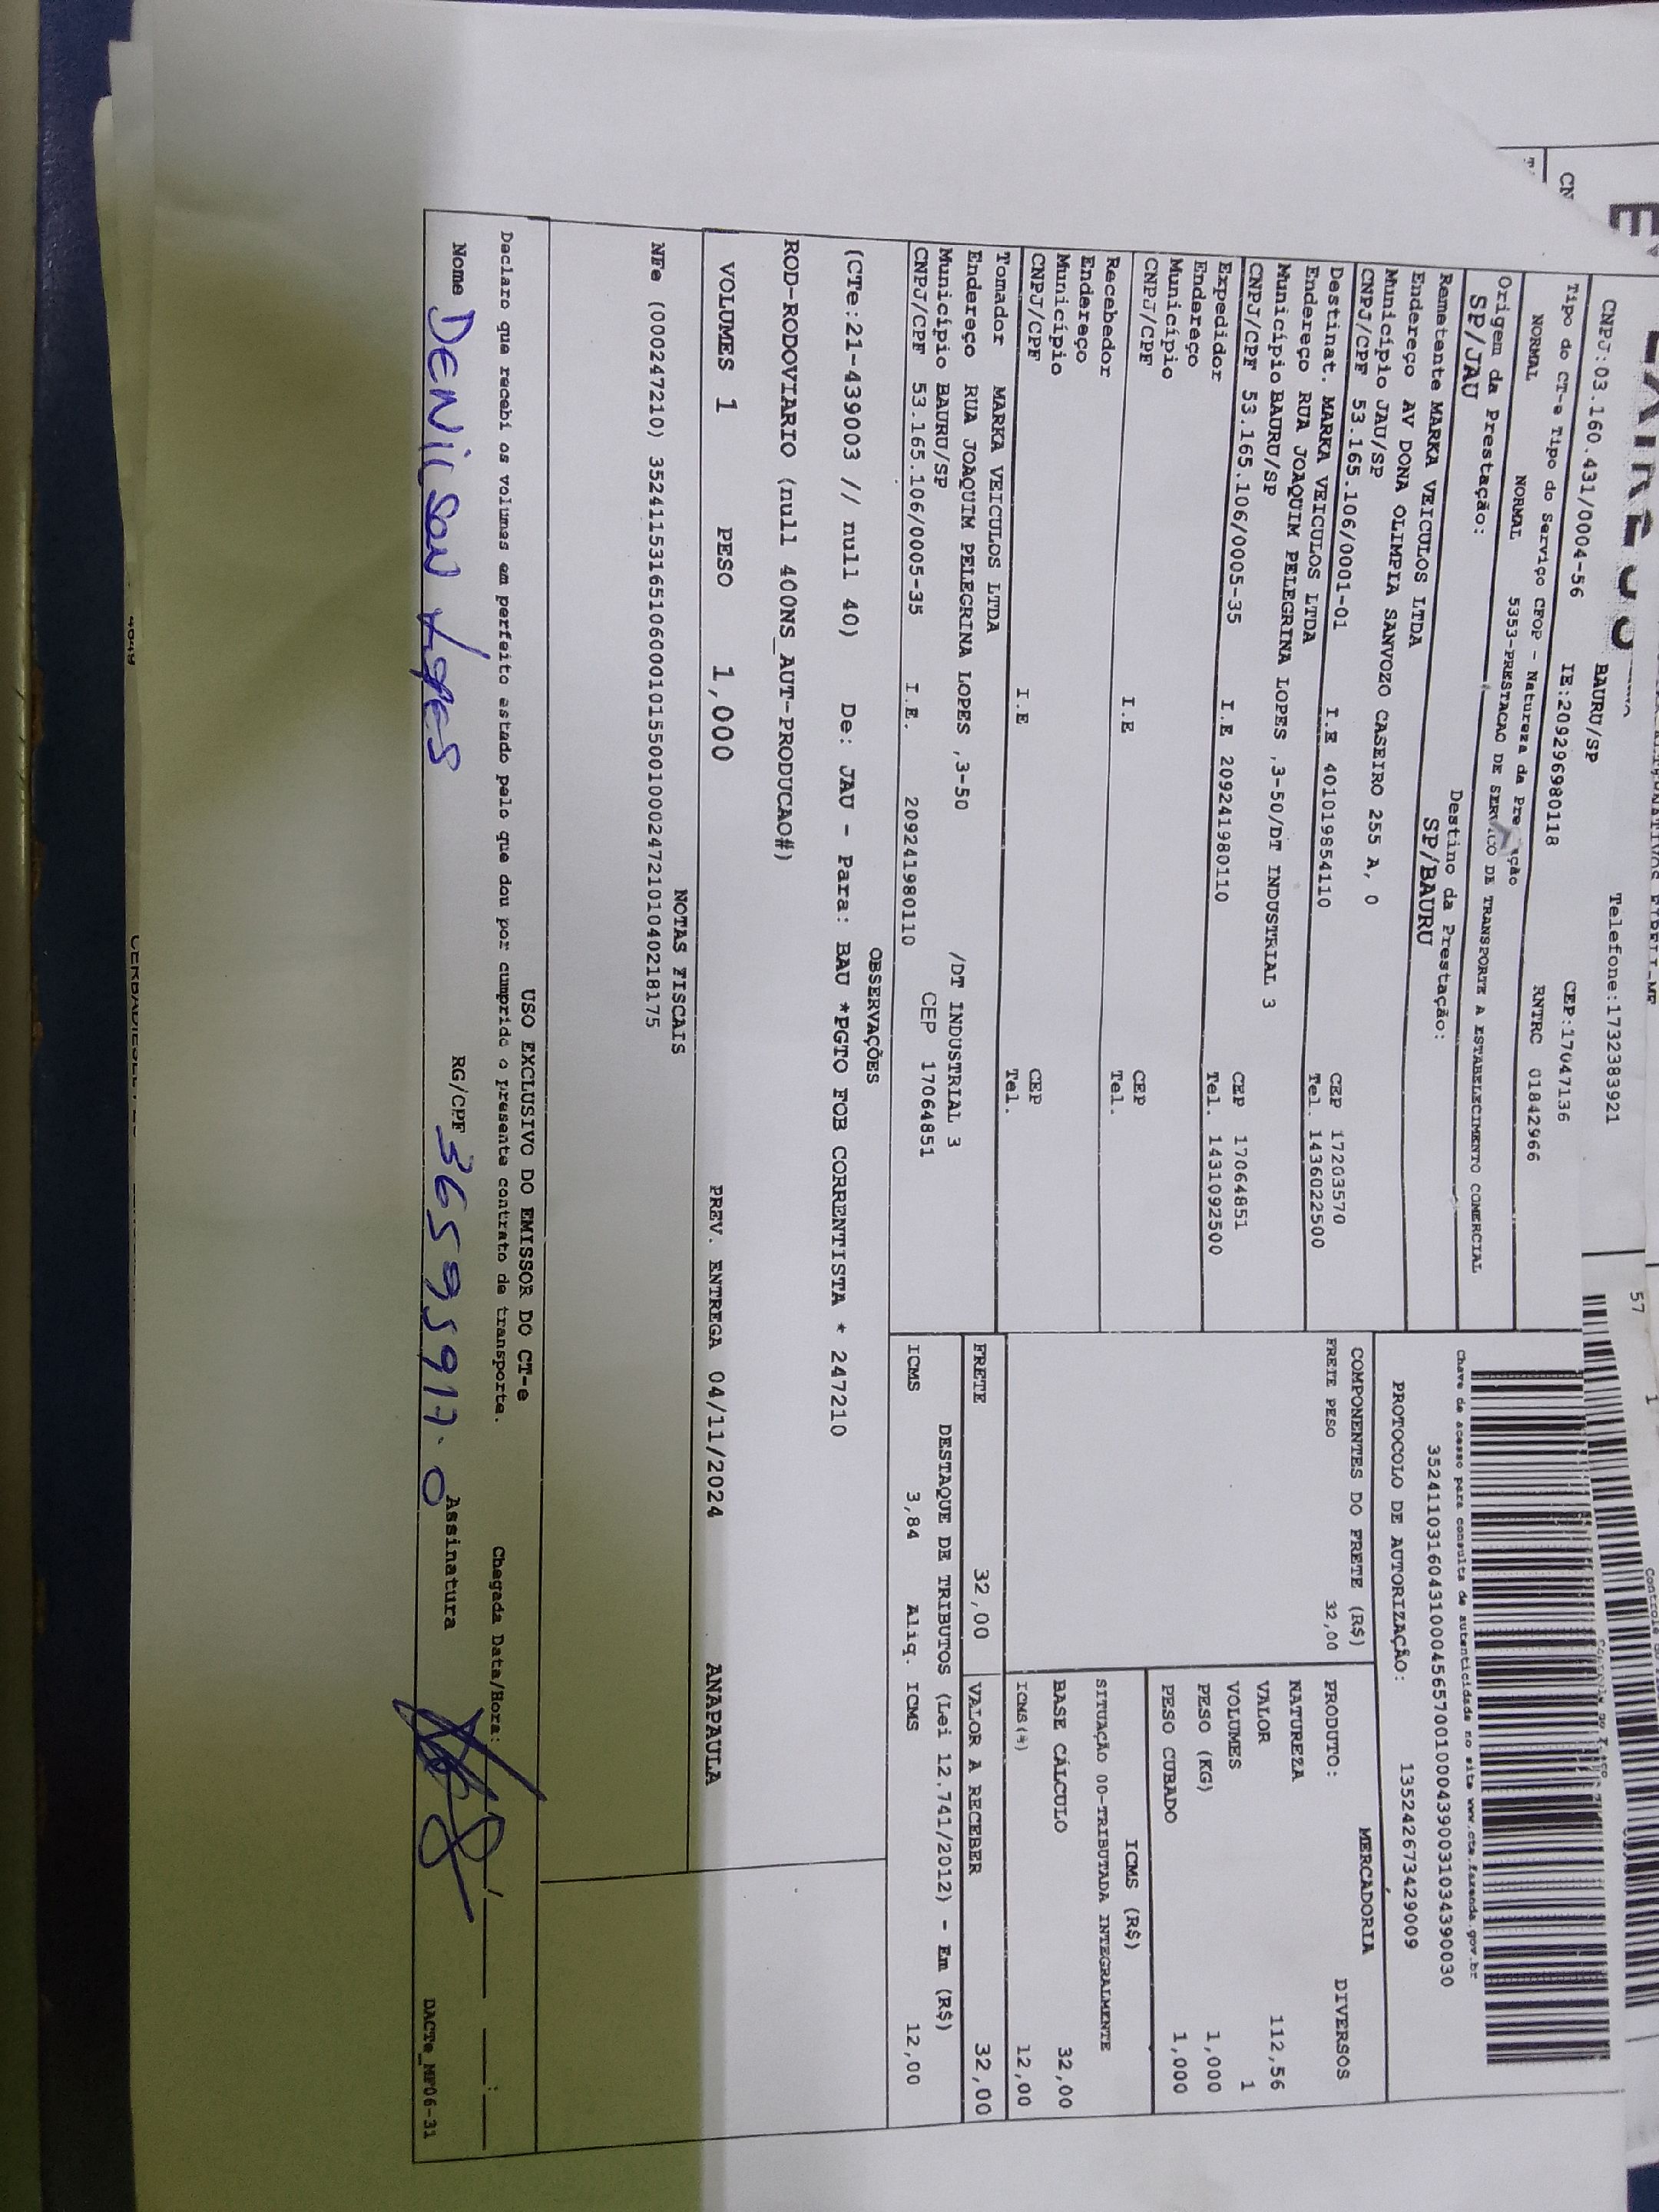 CNPJ:03.160.431/0004-56 BAURU/SP Telefone:1732383921
IE:209296980118 CEP:17047136
Tipo do CT-e Tipo do Serviço CFOP - Natureza da RNTRC 01842966
NORMAL NORMAL 5353-PRESTACAO DE SERVICO DE TRANSPORTE A ESTABELECIMENTO COMERCIAL
Origem da Prestação: Destino da Prestação:
SP/JAU SP/BAURU
Remetente MARKA VEICULOS LTDA
Endereço AV DONA OLIMPIA SANVOZO CASEIRO 255 A, 0
Município JAU/SP CEP 17203570
CNPJ/CPF 53.165.106/0001-01 I.E 401019854110 Tel. 1436022500
Destinat. MARKA VEICULOS LTDA
Endereço RUA JOAQUIM PELEGRINA LOPES ,3-50/DT INDUSTRIAL 3
Município BAURU/SP CEP 17064851
CNPJ/CPF 53.165.106/0005-35 I.E 209241980110 Tel. 1431092500
Expedidor
Endereço
Município CEP
CNPJ/CPF I.E Tel.
Recebedor
Endereço
Município CEP
CNPJ/CPF I.E Tel.
Tomador MARKA VEICULOS LTDA
Endereço RUA JOAQUIM PELEGRINA LOPES ,3-50 /DT INDUSTRIAL 3
Município BAURU/SP CEP 17064851
CNPJ/CPF 53.165.106/0005-35 I.E. 209241980110
57
Chave de acesso para consulta de autenticidade no site www.cte.fazenda.gov.br
35241103160431000456570010004390031034390030
PROTOCOLO DE AUTORIZAÇÃO: 135242673429009
COMPONENTES DO FRETE (R$)
FRETE PESO 32,00
MERCADORIA
PRODUTO: DIVERSOS
NATUREZA
VALOR 112,56
VOLUMES 1
PESO (KG) 1,000
PESO CUBADO 1,000
ICMS (R$)
SITUAÇÃO 00-TRIBUTADA INTEGRALMENTE
BASE CÁLCULO 32,00
ICMS(%) 12,00
FRETE 32,00 VALOR A RECEBER 32,00
DESTAQUE DE TRIBUTOS (Lei 12.741/2012) - Em (R$)
ICMS 3,84 Aliq. ICMS 12,00
OBSERVAÇÕES
(CTe:21-439003 // null 40) De: JAU - Para: BAU *PGTO FOB CORRENTISTA * 247210
ROD-RODOVIARIO (null 400NS_AUT-PRODUCAO#)
VOLUMES 1 PESO 1,000 PREV. ENTREGA 04/11/2024 ANAPAULA
NOTAS FISCAIS
NFe (000247210) 35241153165106000101550010002472101040218175
USO EXCLUSIVO DO EMISSOR DO CT-e
Declaro que recebi os volumes em perfeito estado pelo que dou por cumprido o presente contrato de transporte. Chegada Data/Hora:
Nome Denilson Lopes RG/CPF Assinatura
DACTe_MF06-31
4649